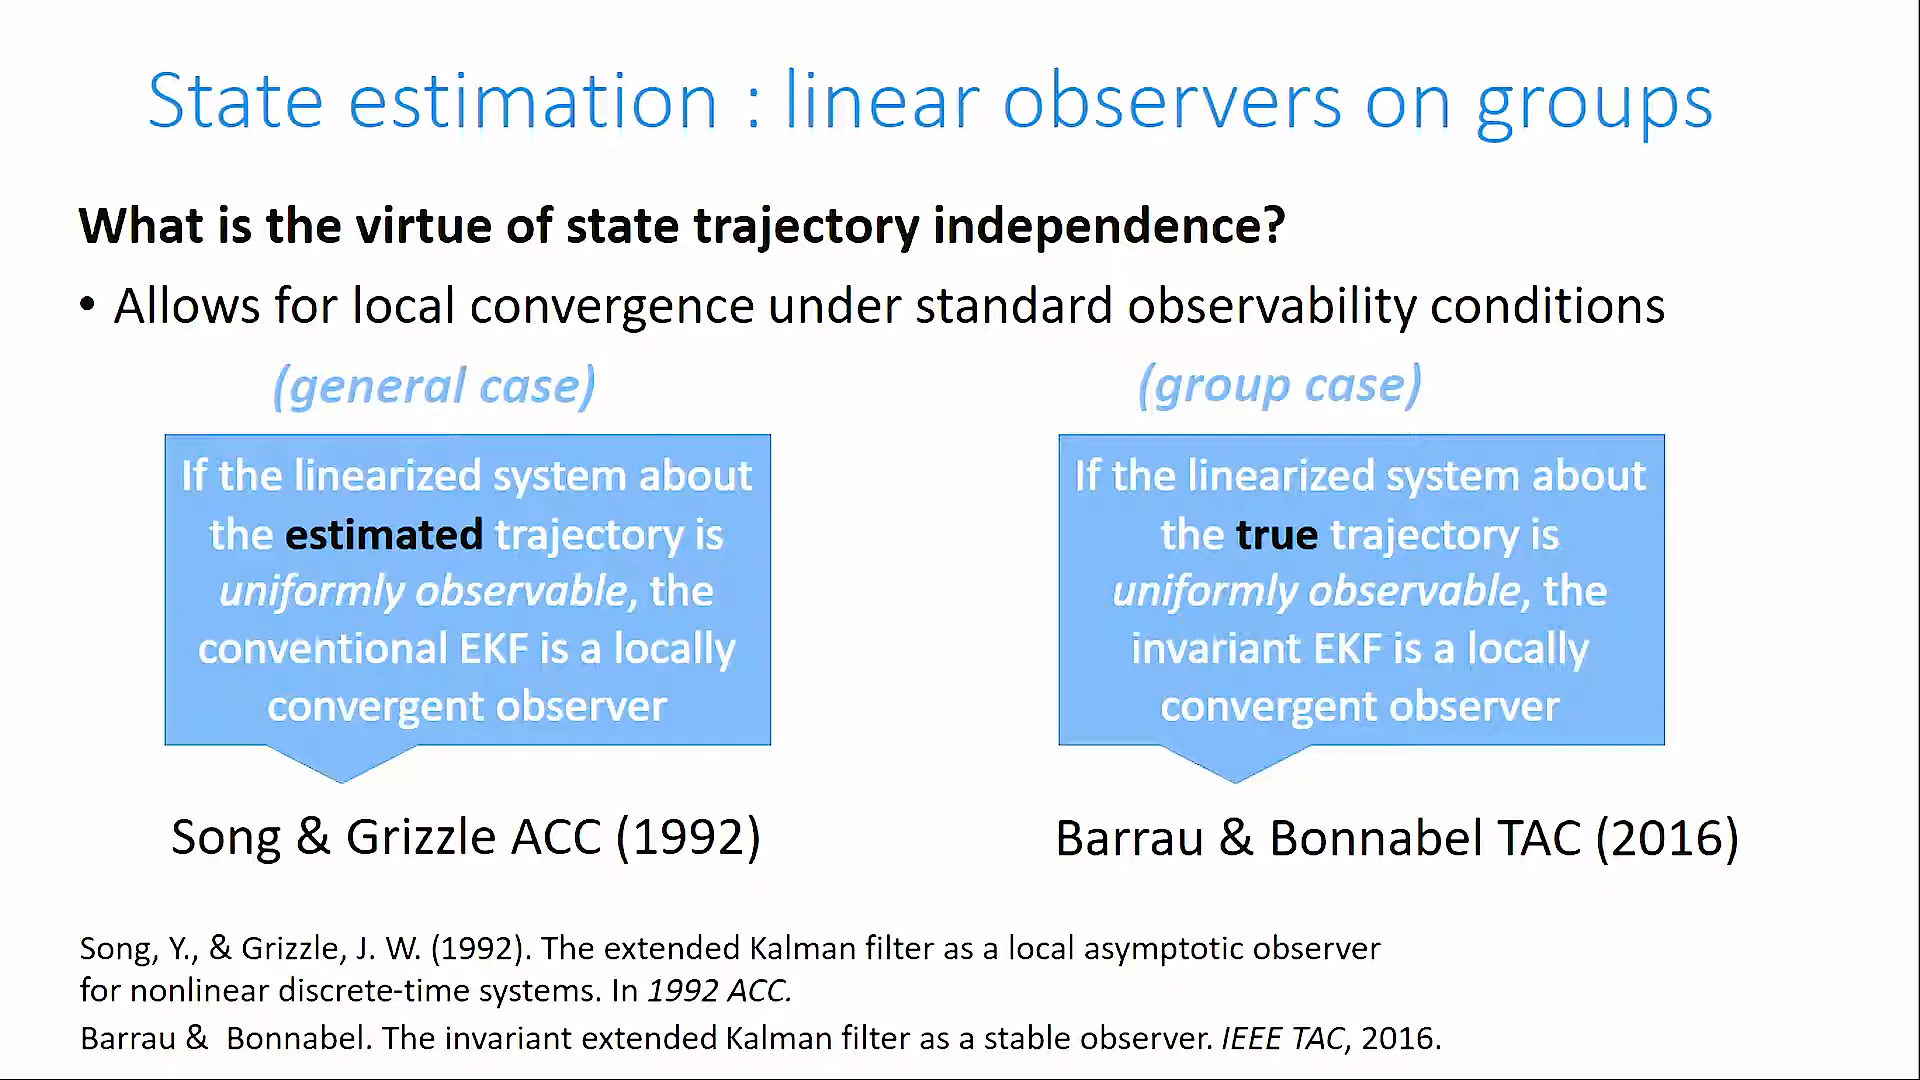 State estimation : linear observers on groups
What is the virtue of state trajectory independence?
• Allows for local convergence under standard observability conditions
(general case)
If the linearized system about
the estimated trajectory is
uniformly observable, the
conventional EKF is a locally
convergent observer
Song & Grizzle ACC (1992)
(group case)
If the linearized system about
the true trajectory is
uniformly observable, the
invariant EKF is a locally
convergent observer
Barrau & Bonnabel TAC (2016)
Song, Y., & Grizzle, J. W. (1992). The extended Kalman filter as a local asymptotic observer
for nonlinear discrete-time systems. In 1992 ACC.
Barrau & Bonnabel. The invariant extended Kalman filter as a stable observer. IEEE TAC, 2016.